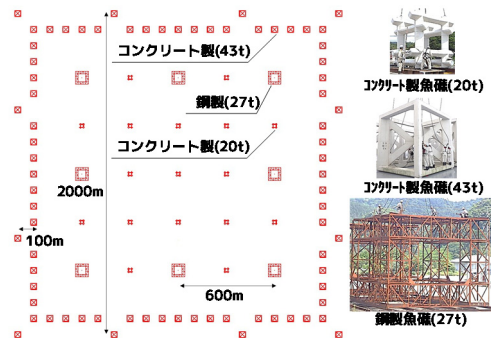 コンクリート製(43t)
鋼製(27t)
コンクリート製(20t)
2000m
100m
600m
ｺﾝｸﾘｰﾄ製魚礁(20t)
ｺﾝｸﾘｰﾄ製魚礁(43t)
鋼製魚礁(27t)